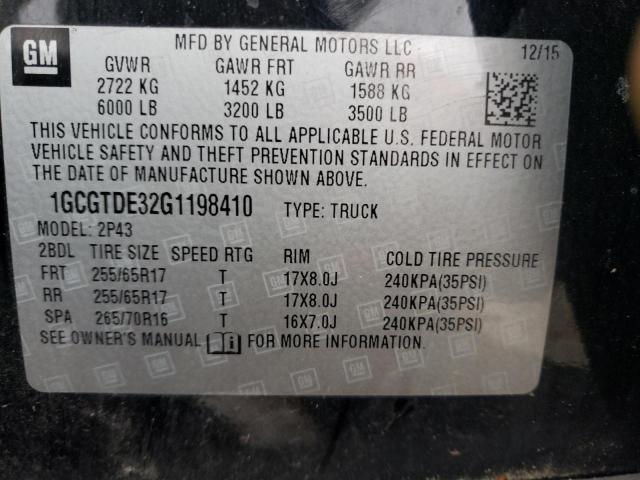 GM MFD BY GENERAL MOTORS LLC 12/15
GVWR GAWR FRT GAWR RR
2722 KG 1452 KG 1588 KG
6000 LB 3200 LB 3500 LB
THIS VEHICLE CONFORMS TO ALL APPLICABLE U.S. FEDERAL MOTOR
VEHICLE SAFETY AND THEFT PREVENTION STANDARDS IN EFFECT ON
THE DATE OF MANUFACTURE SHOWN ABOVE.
1GCGTDE32G1198410 TYPE: TRUCK
MODEL: 2P43
2BDL TIRE SIZE SPEED RTG RIM COLD TIRE PRESSURE
FRT 255/65R17 T 17X8.0J 240KPA(35PSI)
RR 255/65R17 T 17X8.0J 240KPA(35PSI)
SPA 265/70R16 T 16X7.0J 240KPA(35PSI)
SEE OWNER'S MANUAL i FOR MORE INFORMATION.